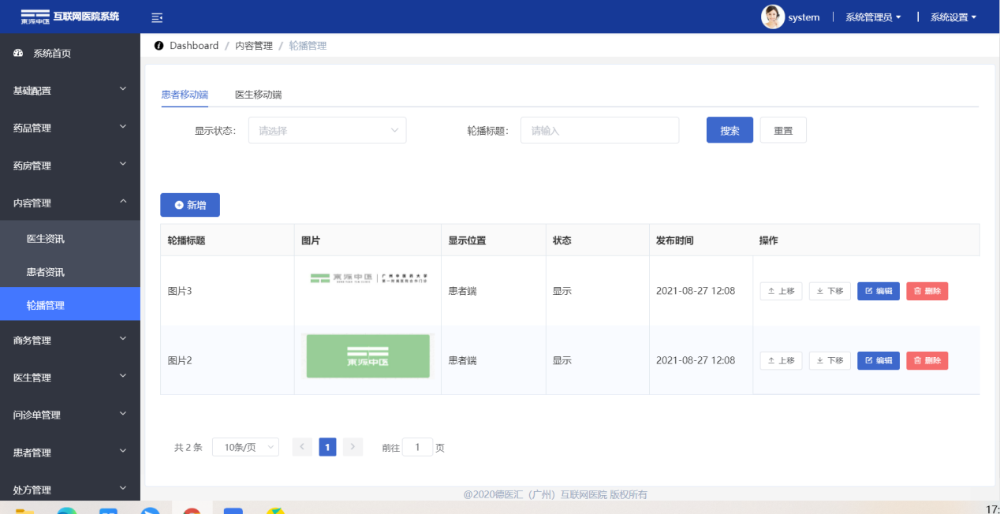 東源中医 互联网医院系统
system
系统管理员
系统设置
系统首页
基础配置
药品管理
药房管理
内容管理
医生资讯
患者资讯
轮播管理
商务管理
医生管理
问诊单管理
患者管理
处方管理
Dashboard / 内容管理 / 轮播管理
患者移动端 医生移动端
显示状态： 请选择 轮播标题： 请输入 搜索 重置
新增
轮播标题 图片 显示位置 状态 发布时间 操作
東源中医
图片3 患者端 显示 2021-08-27 12:08 上移 下移 编辑 删除
图片2 東源中医 患者端 显示 2021-08-27 12:08 上移 下移 编辑 删除
共 2 条 10条/页 1 前往 1 页
@2020德医汇（广州）互联网医院 版权所有
17: